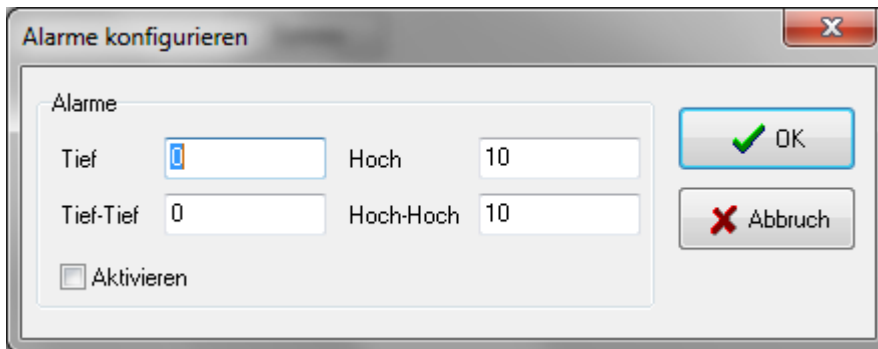 Alarme konfigurieren
Alarme
Tief 0 Hoch 10
Tief-Tief 0 Hoch-Hoch 10
Aktivieren
OK
Abbruch